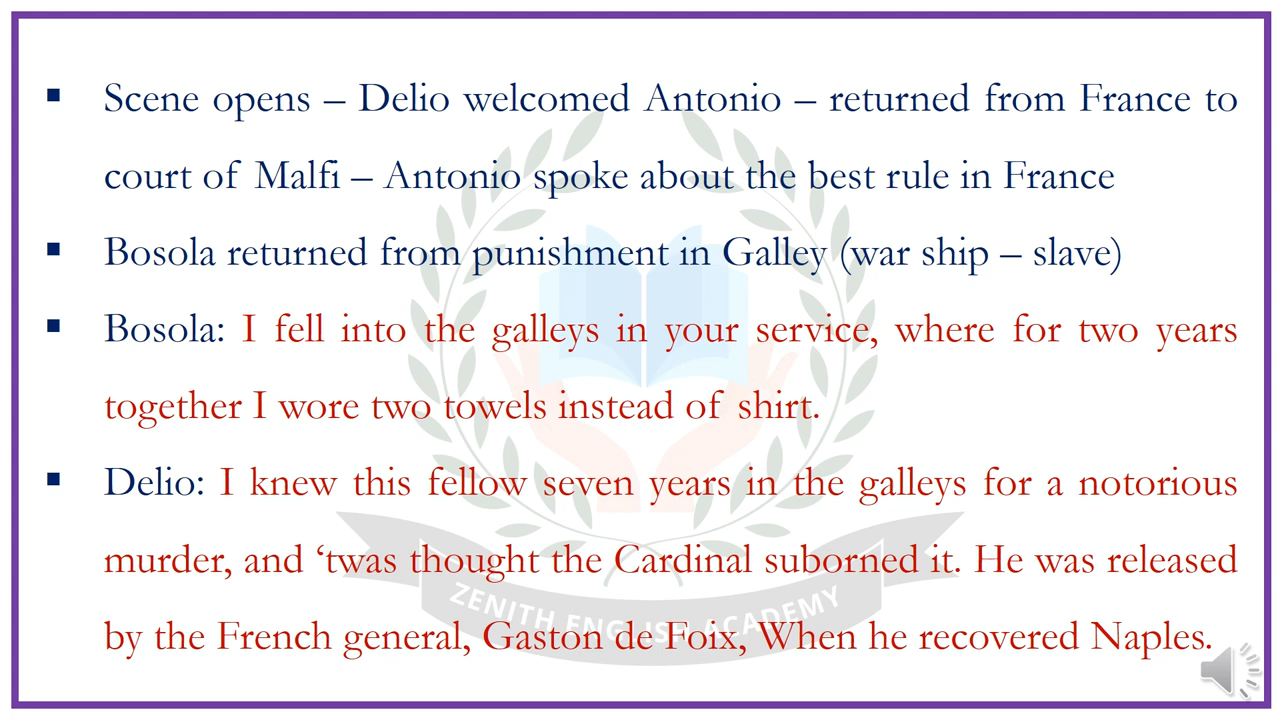 ▪ Scene opens – Delio welcomed Antonio – returned from France to
court of Malfi – Antonio spoke about the best rule in France
▪ Bosola returned from punishment in Galley (war ship – slave)
▪ Bosola: I fell into the galleys in your service, where for two years
together I wore two towels instead of shirt.
▪ Delio: I knew this fellow seven years in the galleys for a notorious
murder, and ‘twas thought the Cardinal suborned it. He was released
by the French general, Gaston de Foix, When he recovered Naples.
ZENITH ENGLISH ACADEMY